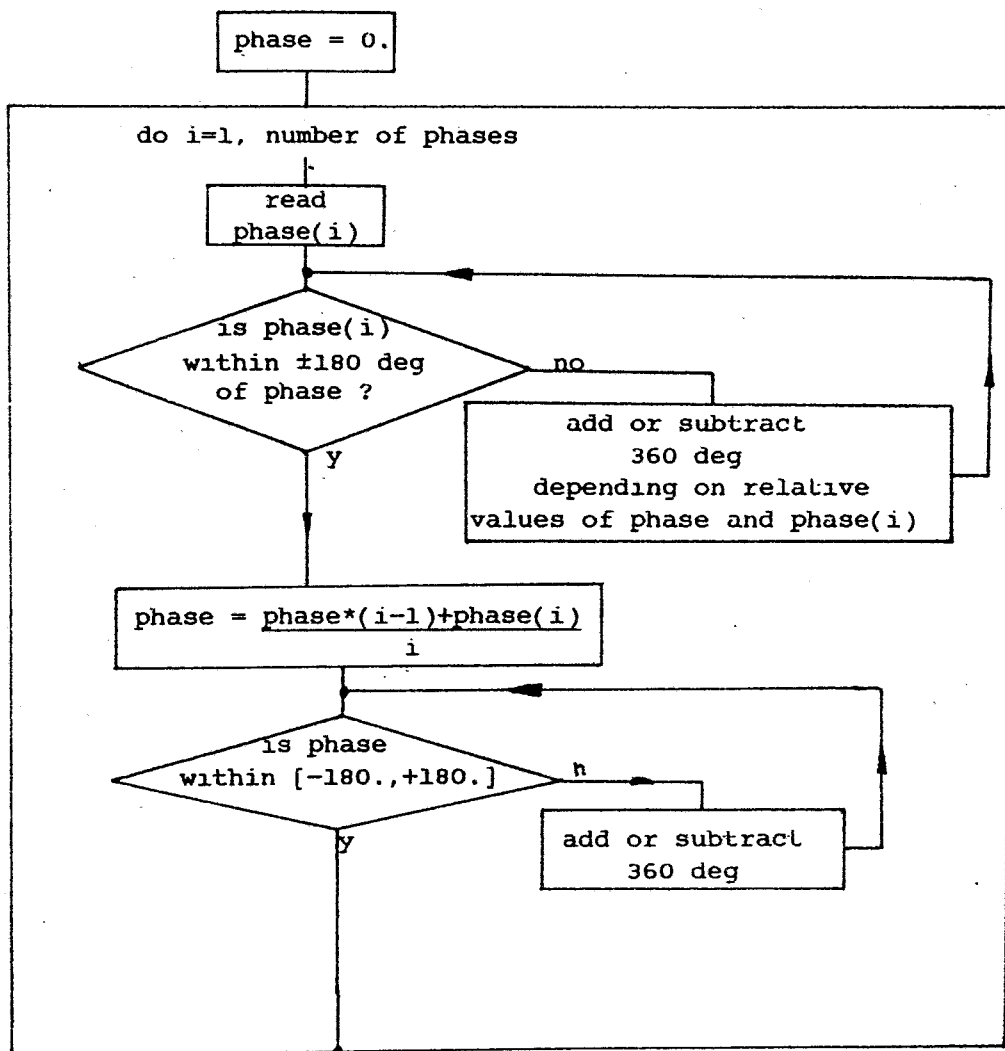 phase = 0.
do i=1, number of phases
read
phase(i)
is phase(i)
within ±180 deg
of phase ?
no
y
add or subtract
360 deg
depending on relative
values of phase and phase(i)
phase = phase*(i-1)+phase(i)
i
is phase
within [-180.,+180.]
n
y
add or subtract
360 deg